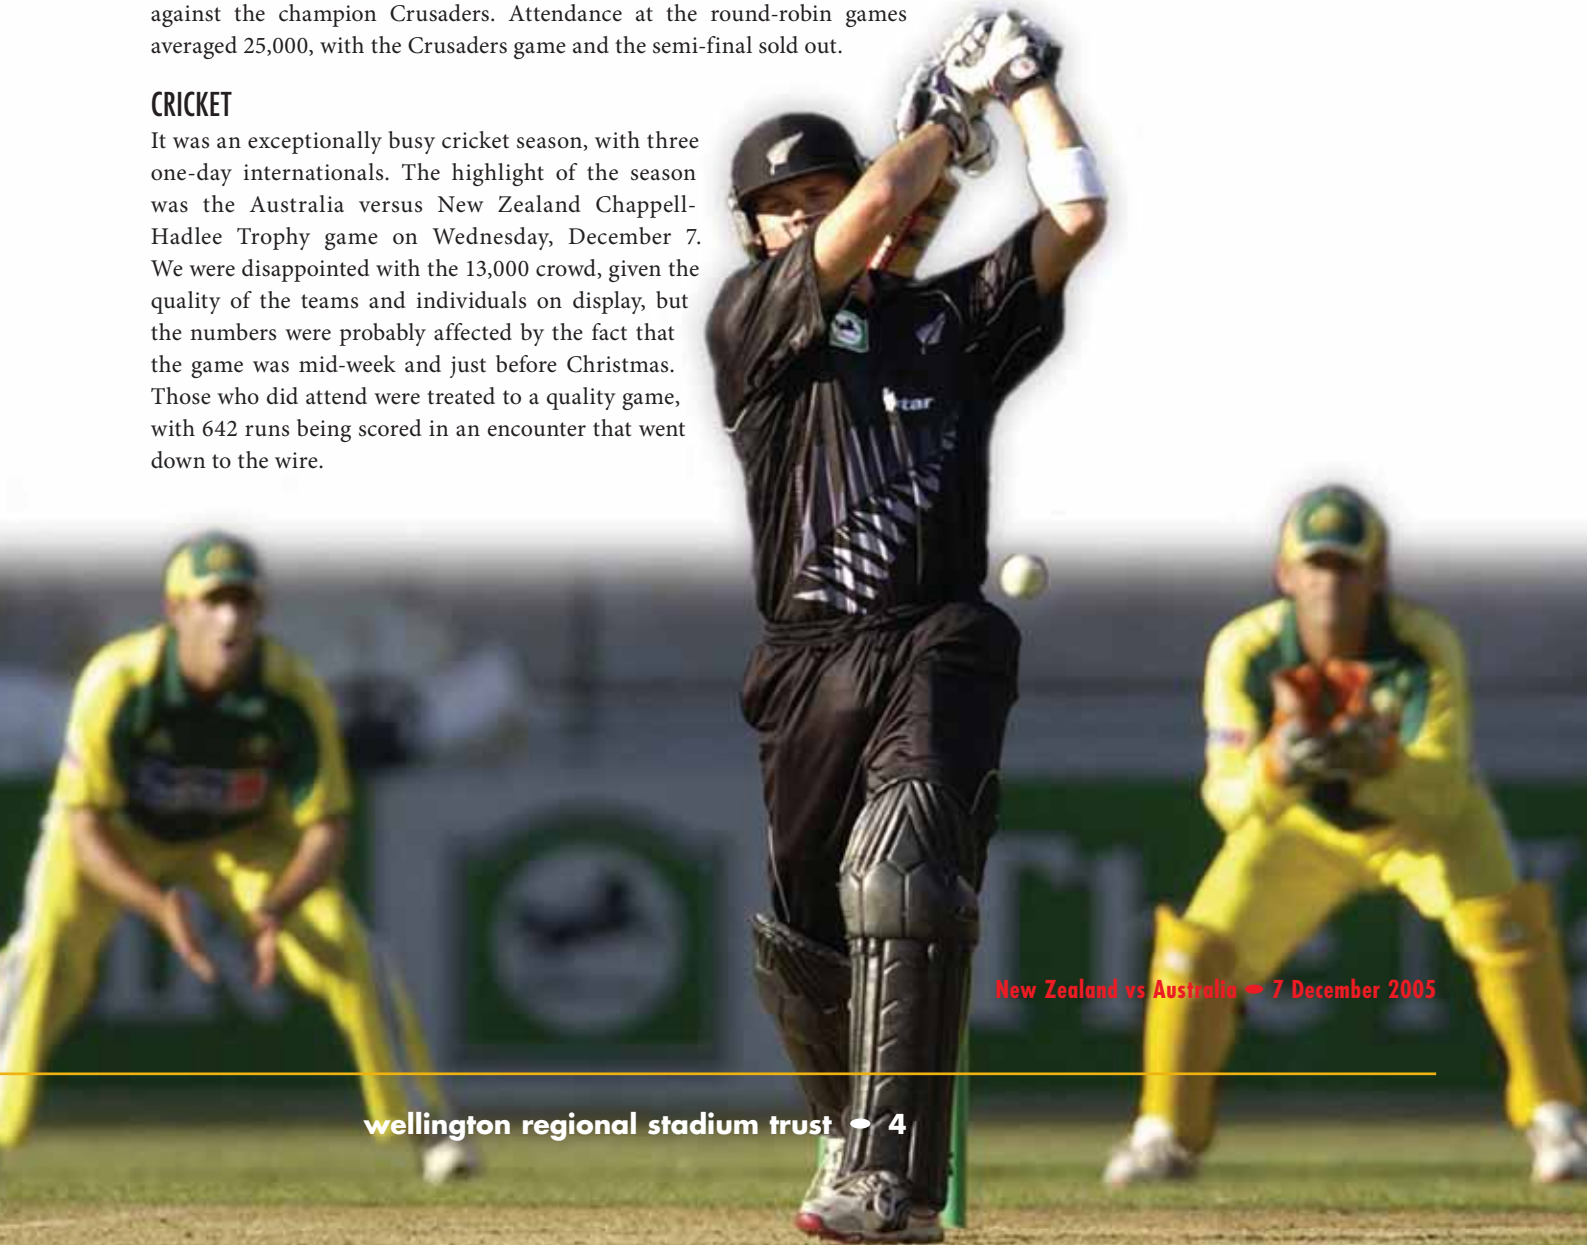 against the champion Crusaders. Attendance at the round-robin games
averaged 25,000, with the Crusaders game and the semi-final sold out.
CRICKET
It was an exceptionally busy cricket season, with three
one-day internationals. The highlight of the season
was the Australia versus New Zealand Chappell-
Hadlee Trophy game on Wednesday, December 7.
We were disappointed with the 13,000 crowd, given the
quality of the teams and individuals on display, but
the numbers were probably affected by the fact that
the game was mid-week and just before Christmas.
Those who did attend were treated to a quality game,
with 642 runs being scored in an encounter that went
down to the wire.
tar
The
New Zealand vs Australia • 7 December 2005
wellington regional stadium trust • 4